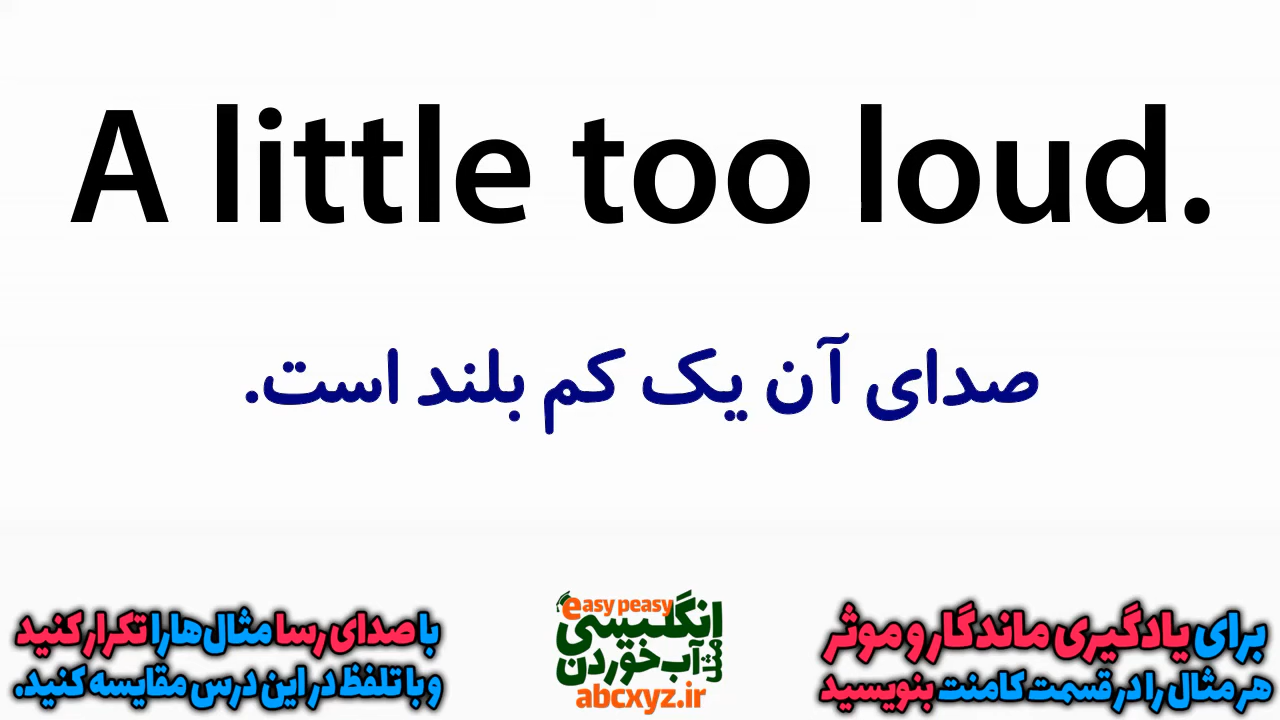 A little too loud.
صدای آن یک کم بلند است.
با صدای رسا مثال‌ها را تکرار کنید
و با تلفظ در این درس مقایسه کنید.
easy peasy
انگلیسی
مثل
آب خوردن
abcxyz.ir
برای یادگیری ماندگار و موثر
هر مثال را در قسمت کامنت بنویسید